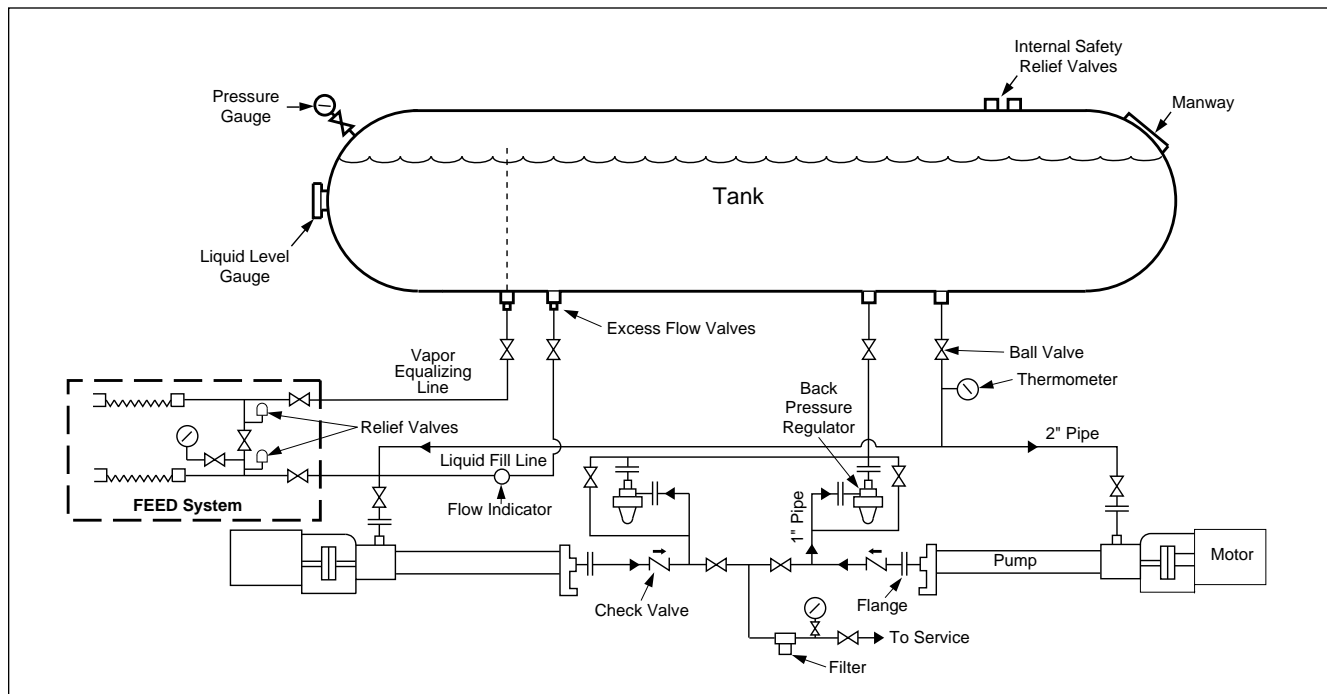 Internal Safety
Relief Valves
Pressure
Gauge
Manway
Tank
Liquid Level
Gauge
Excess Flow Valves
Ball Valve
Vapor
Equalizing
Line
Thermometer
Back
Pressure
Regulator
Relief Valves
2" Pipe
Liquid Fill Line
FEED System
Flow Indicator
1" Pipe
Motor
Pump
Check Valve
Flange
To Service
Filter